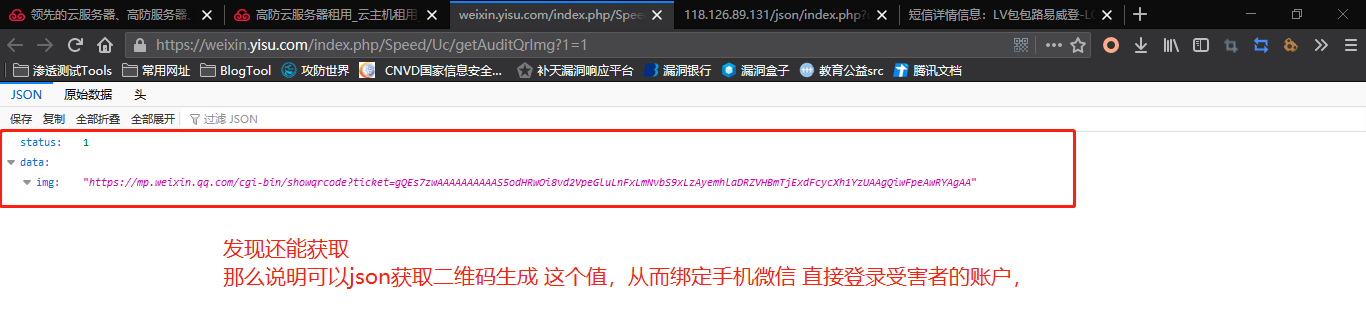 领先的云服务器、高防服务器、
高防云服务器租用_云主机租用
weixin.yisu.com/index.php/Spee
118.126.89.131/json/index.php?
短信详情信息：LV包包路易威登-LO
https://weixin.yisu.com/index.php/Speed/Uc/getAuditQrImg?1=1
渗透测试Tools 常用网址 BlogTool 攻防世界 CNVD国家信息安全... 补天漏洞响应平台 漏洞银行 漏洞盒子 教育公益src 腾讯文档
JSON 原始数据 头
保存 复制 全部折叠 全部展开 过滤 JSON
status: 1
data:
img: "https://mp.weixin.qq.com/cgi-bin/showqrcode?ticket=gQEs7zwAAAAAAAAAAS5odHRwOi8vd2VpeGluLnFxLmNvbS9xLzAyemhlaDRZVHBmTjExdFcycXh1YzUAAgQiwFpeAwRYAgAA"
发现还能获取
那么说明可以json获取二维码生成 这个值，从而绑定手机微信 直接登录受害者的账户，